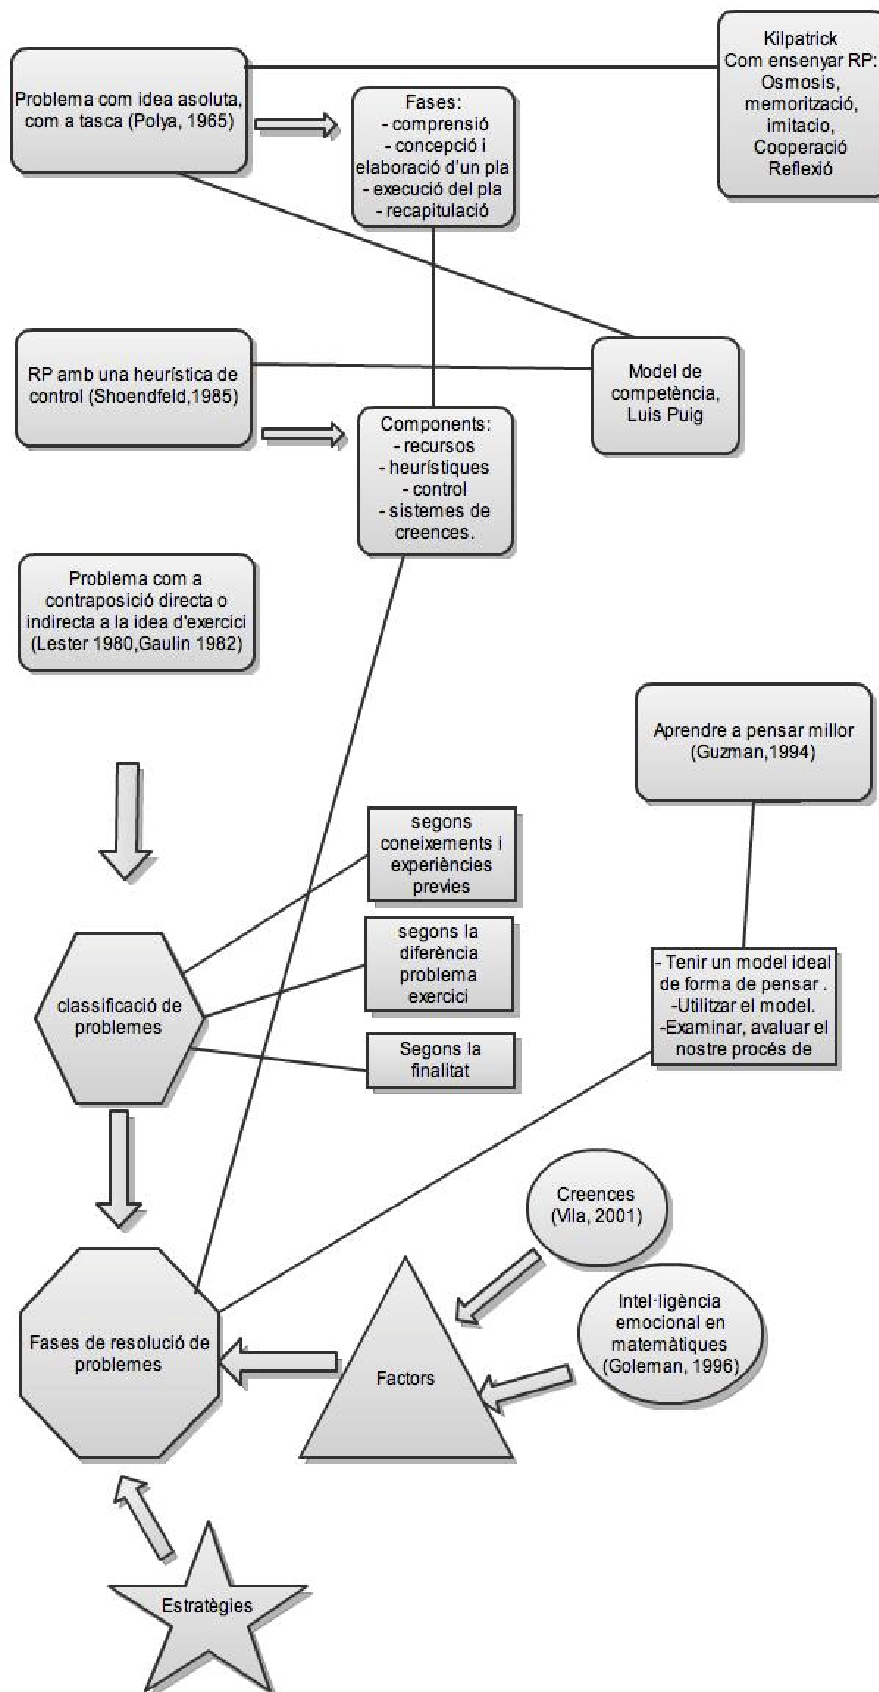 Kilpatrick
Com ensenyar RP:
Osmosis,
memorització,
imitacio,
Cooperació
Reflexió
Problema com idea asoluta,
com a tasca (Polya, 1965)
Fases:
- comprensió
- concepció i
elaboració d'un pla
- execució del pla
- recapitulació
RP amb una heurística de
control (Shoendfeld,1985)
Model de
competència,
Luis Puig
Components:
- recursos
- heurístiques
- control
- sistemes de
creences.
Problema com a
contraposició directa o
indirecta a la idea d'exercici
(Lester 1980,Gaulin 1982)
Aprendre a pensar millor
(Guzman,1994)
segons
coneixements i
experiències
previes
segons la
diferència
problema
exercici
Segons la
finalitat
classificació de
problemes
- Tenir un model ideal
de forma de pensar .
-Utilitzar el model.
-Examinar, avaluar el
nostre procés de
Creences
(Vila, 2001)
Intel·ligència
emocional en
matemàtiques
(Goleman, 1996)
Fases de resolució de
problemes
Factors
Estratègies